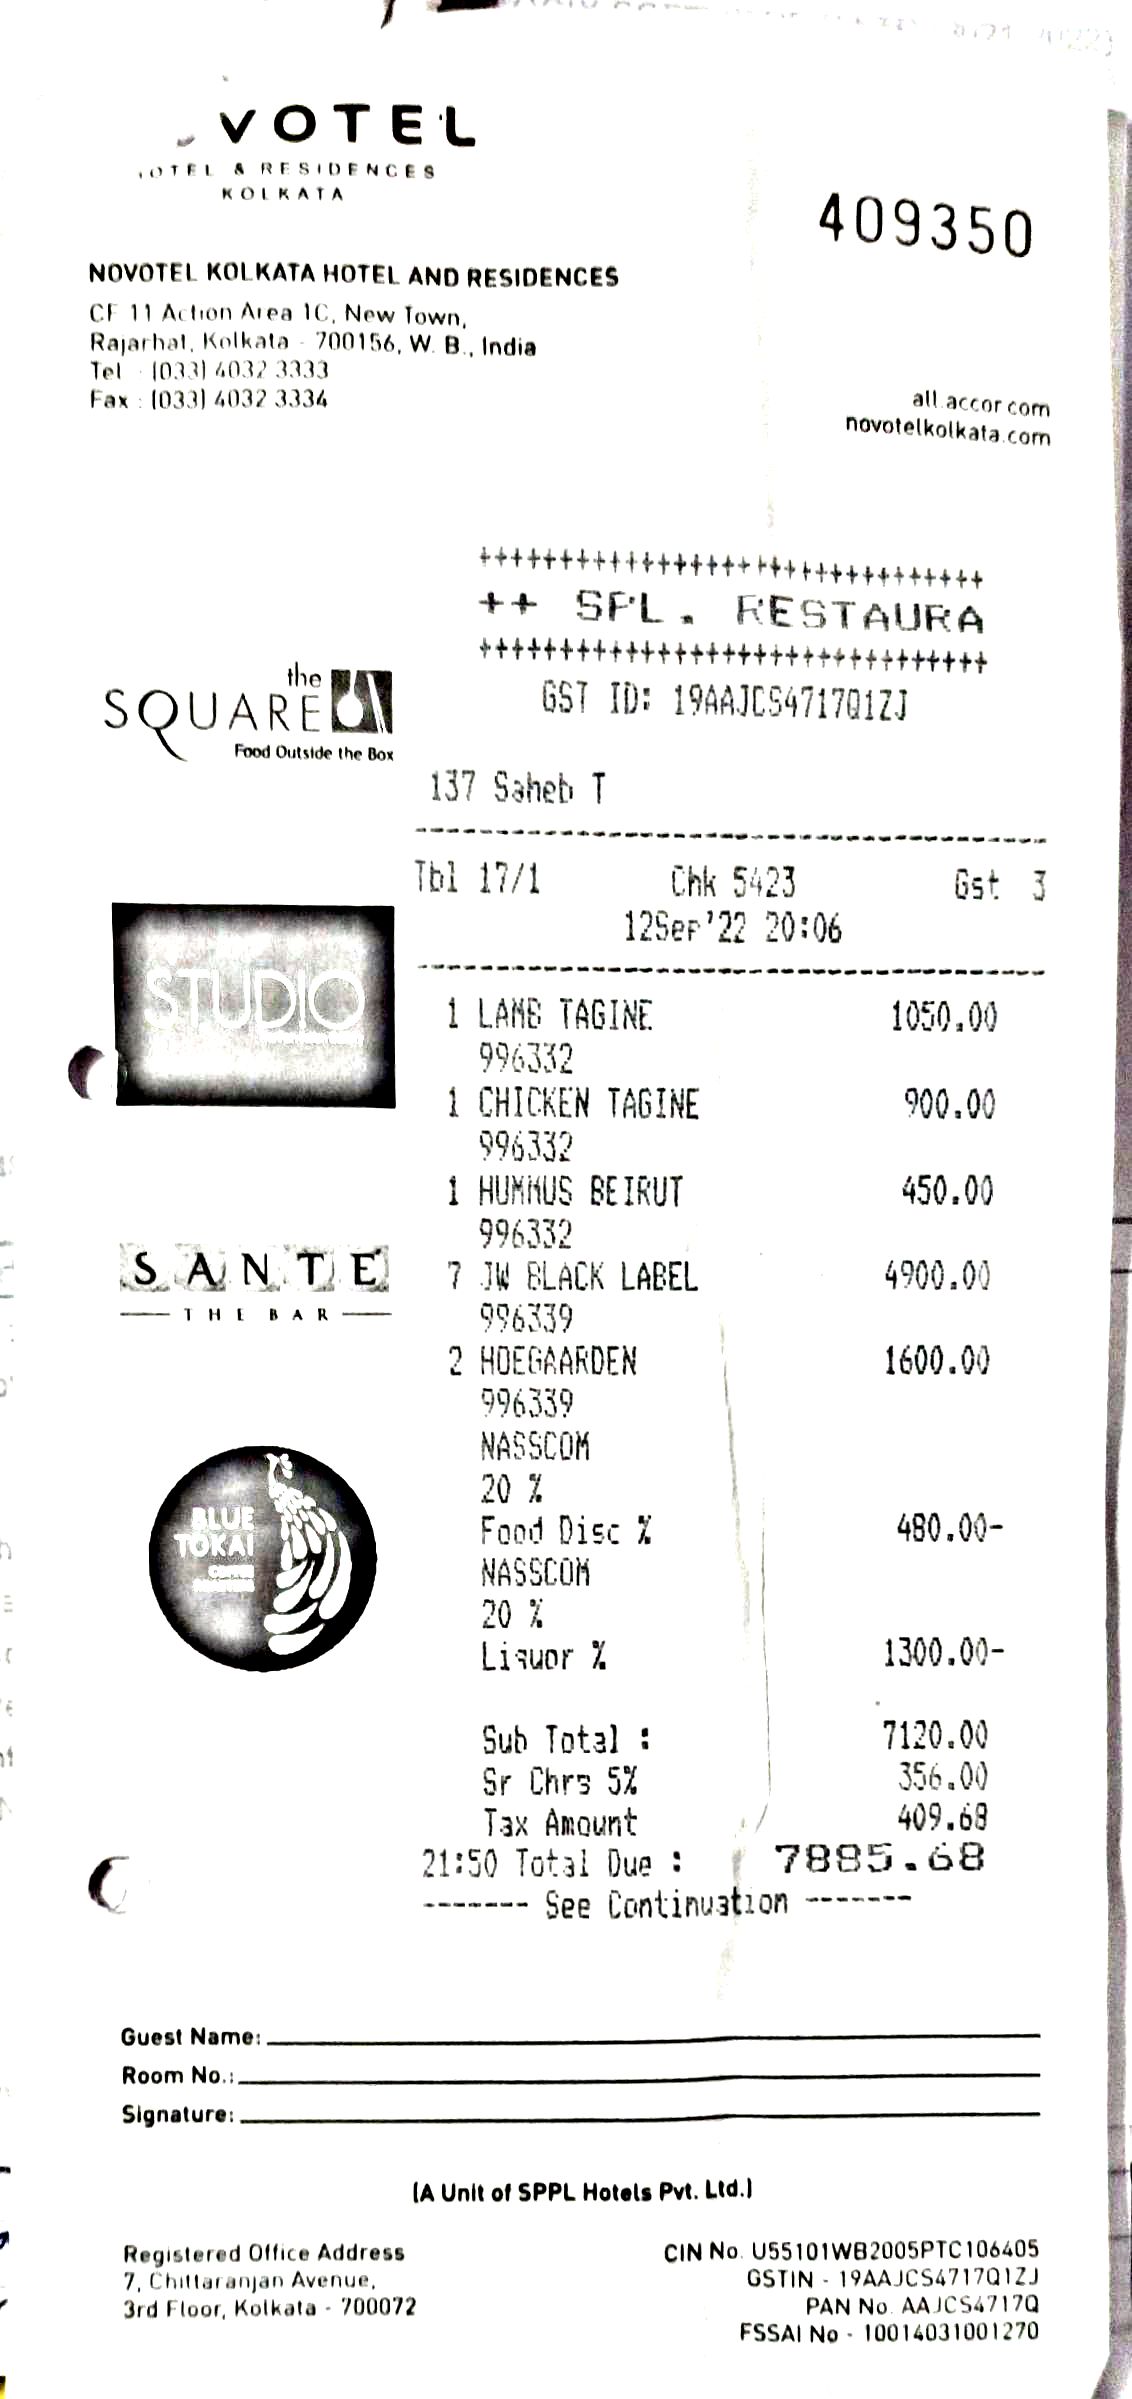 VOTEL
OTEL & RESIDENCES
KOLKATA
409350
NOVOTEL KOLKATA HOTEL AND RESIDENCES
CF 11 Action Area 1C, New Town,
Rajarhat, Kolkata - 700156, W. B., India
Tel : (033) 4032 3333
Fax : (033) 4032 3334
all.accor.com
novotelkolkata.com
++++++++++++++++++++++++++++++++
++ SPL. RESTAURA
++++++++++++++++++++++++++++++++
GST ID: 19AAJCS4717Q1ZJ
the
SQUARE
Food Outside the Box
137 Saheb T
Tbl 17/1 Chk 5423 Gst 3
12Sep'22 20:06
STUDIO
1 LAMB TAGINE 1050.00
996332
1 CHICKEN TAGINE 900.00
996332
1 HUMMUS BEIRUT 450.00
996332
SANTE
THE BAR
7 JW BLACK LABEL 4900.00
996339
2 HOEGAARDEN 1600.00
996339
NASSCOM
20 %
Food Disc % 480.00-
NASSCOM
20 %
Liquor % 1300.00-
BLUE
TOKAI
Sub Total : 7120.00
Sr Chrs 5% 356.00
Tax Amount 409.68
21:50 Total Due : 7885.68
------- See Continuation -------
Guest Name:
Room No.:
Signature:
(A Unit of SPPL Hotels Pvt. Ltd.)
Registered Office Address
7, Chittaranjan Avenue,
3rd Floor, Kolkata - 700072
CIN No. U55101WB2005PTC106405
GSTIN - 19AAJCS4717Q1ZJ
PAN No. AAJCS4717Q
FSSAI No - 10014031001270